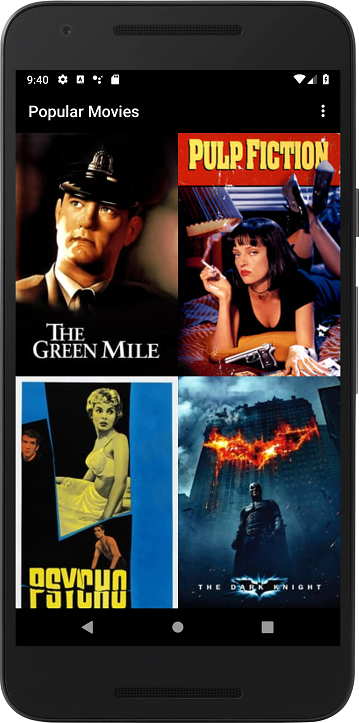 9:40
Popular Movies
THE
GREEN MILE
PULP FICTION
PSYCHO
THE DARK KNIGHT